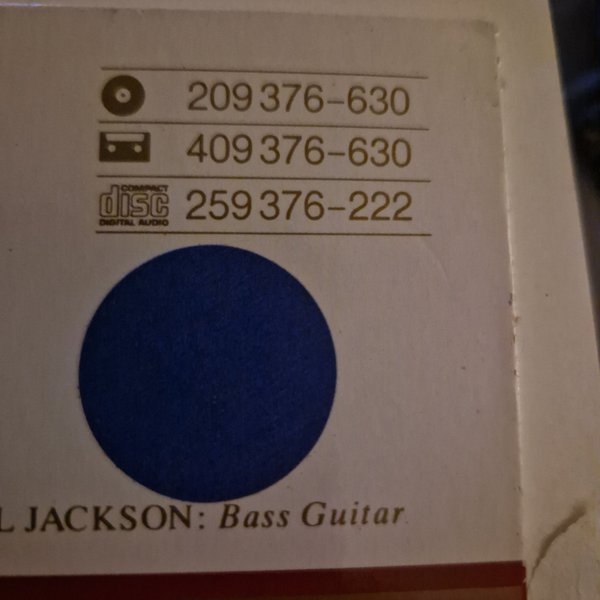 209 376-630
409 376-630
COMPACT
disc
DIGITAL AUDIO
259 376-222
L JACKSON: Bass Guitar